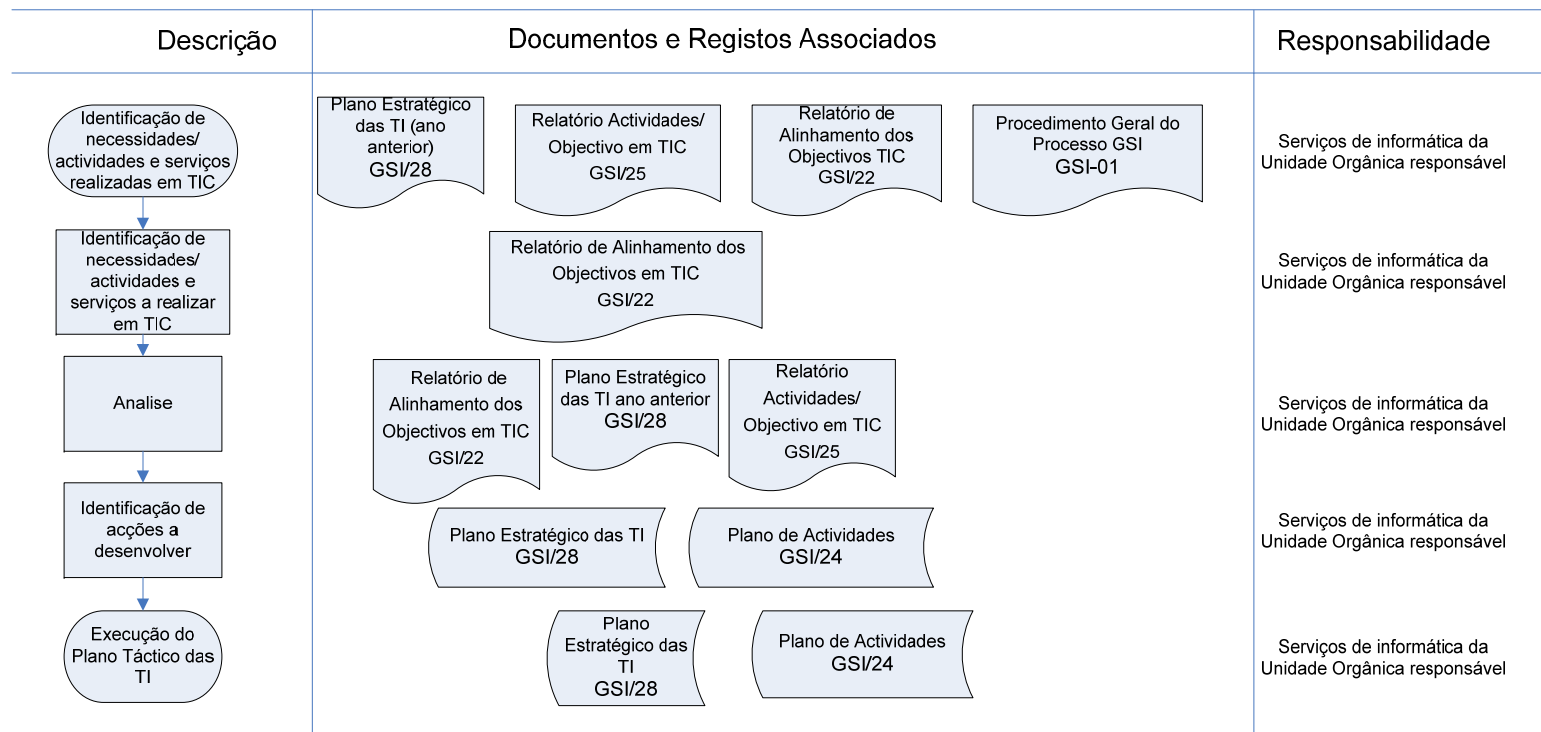 Descrição
Documentos e Registos Associados
Responsabilidade
Identificação de
necessidades/
actividades e serviços
realizadas em TIC
Plano Estratégico
das TI (ano
anterior)
GSI/28
Relatório Actividades/
Objectivo em TIC
GSI/25
Relatório de
Alinhamento dos
Objectivos TIC
GSI/22
Procedimento Geral do
Processo GSI
GSI-01
Serviços de informática da
Unidade Orgânica responsável
Identificação de
necessidades/
actividades e
serviços a realizar
em TIC
Relatório de Alinhamento dos
Objectivos em TIC
GSI/22
Serviços de informática da
Unidade Orgânica responsável
Analise
Relatório de
Alinhamento dos
Objectivos em TIC
GSI/22
Plano Estratégico
das TI ano anterior
GSI/28
Relatório
Actividades/
Objectivo em TIC
GSI/25
Serviços de informática da
Unidade Orgânica responsável
Identificação de
acções a
desenvolver
Plano Estratégico das TI
GSI/28
Plano de Actividades
GSI/24
Serviços de informática da
Unidade Orgânica responsável
Execução do
Plano Táctico das
TI
Plano
Estratégico das
TI
GSI/28
Plano de Actividades
GSI/24
Serviços de informática da
Unidade Orgânica responsável